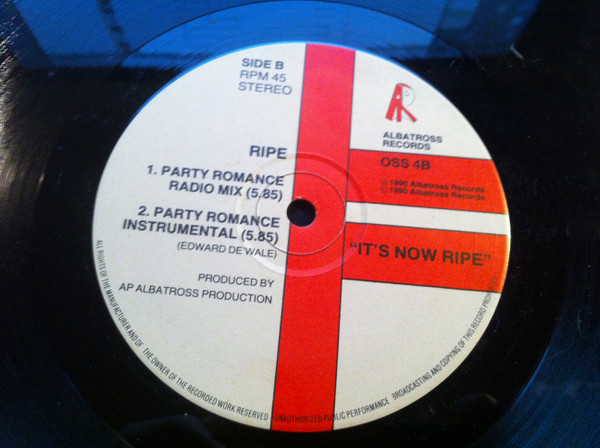 SIDE B
RPM 45
STEREO
RIPE
1. PARTY ROMANCE
RADIO MIX (5.85)
2. PARTY ROMANCE
INSTRUMENTAL (5.85)
(EDWARD DE'WALE)
PRODUCED BY
AP ALBATROSS PRODUCTION
AR
ALBATROSS
RECORDS
OSS 4B
℗ 1990 Albatross Records
© 1990 Albatross Records
"IT'S NOW RIPE"
ALL RIGHTS OF THE MANUFACTURER AND OF THE OWNER OF THE RECORDED WORK RESERVED - UNAUTHORIZED PUBLIC PERFORMANCE BROADCASTING AND COPYING OF THIS RECORD PROHIBITED